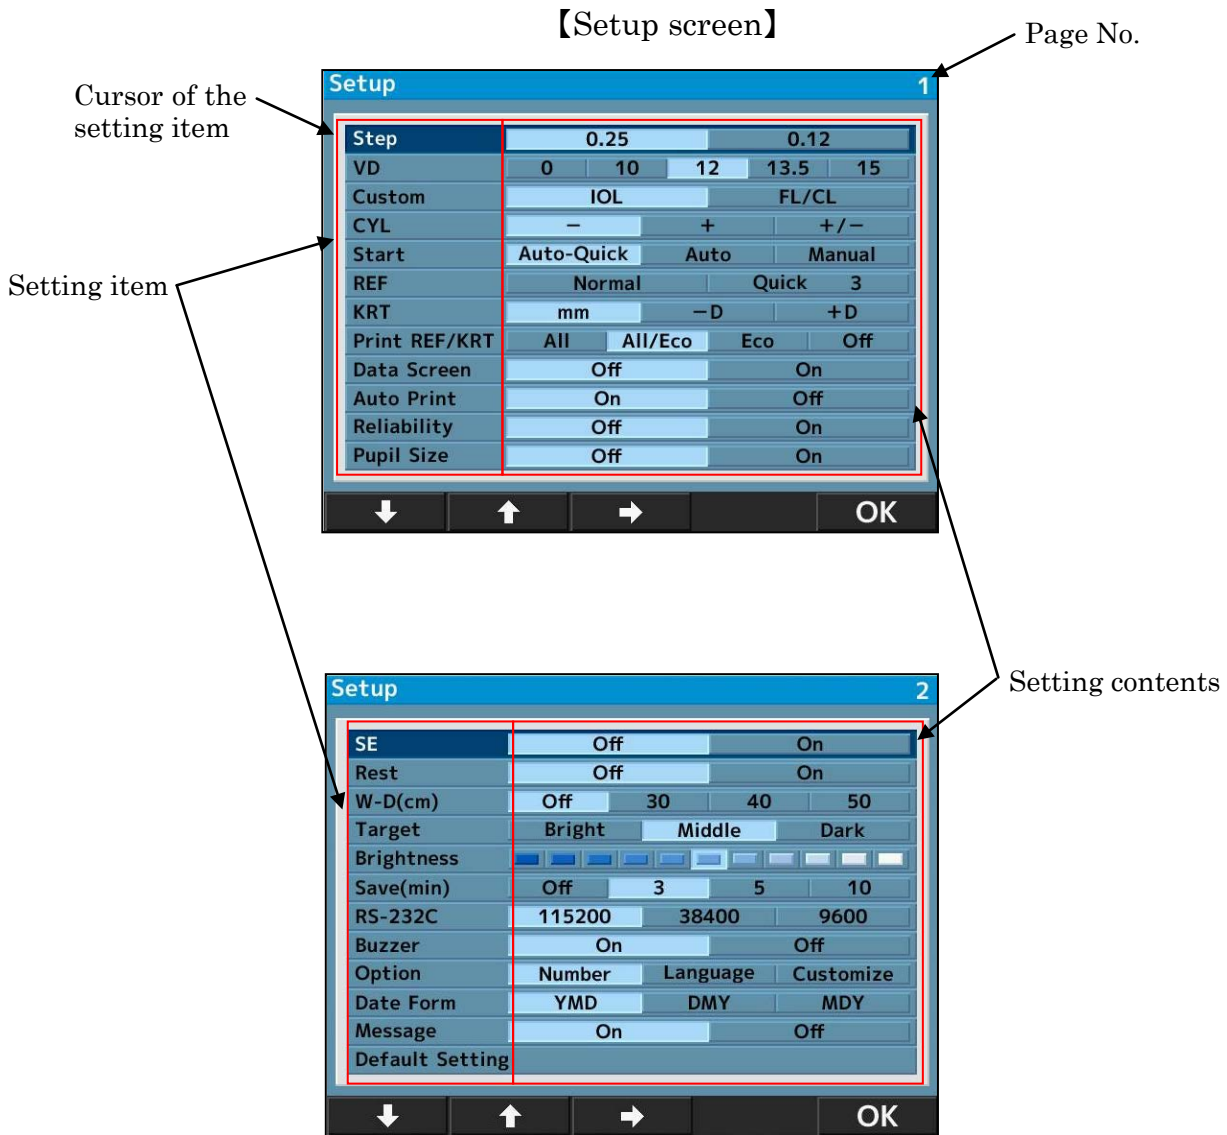 【Setup screen】
Page No.
Cursor of the
setting item
Setup 1
Step 0.25 0.12
VD 0 10 12 13.5 15
Custom IOL FL/CL
CYL − + +/−
Start Auto-Quick Auto Manual
REF Normal Quick 3
KRT mm −D +D
Print REF/KRT All All/Eco Eco Off
Data Screen Off On
Auto Print On Off
Reliability Off On
Pupil Size Off On
OK
Setting item
Setting contents
Setup 2
SE Off On
Rest Off On
W-D(cm) Off 30 40 50
Target Bright Middle Dark
Brightness
Save(min) Off 3 5 10
RS-232C 115200 38400 9600
Buzzer On Off
Option Number Language Customize
Date Form YMD DMY MDY
Message On Off
Default Setting
OK